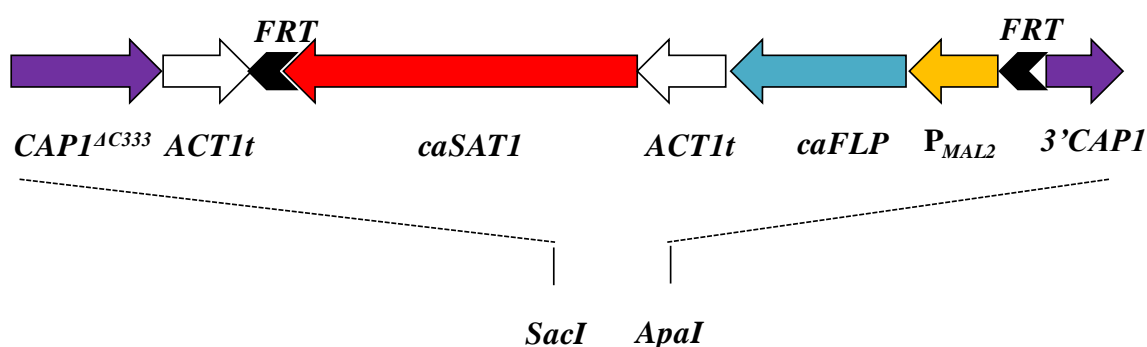 FRT FRT
CAP1ΔC333 ACT1t caSAT1 ACT1t caFLP PMAL2 3’CAP1
SacI ApaI